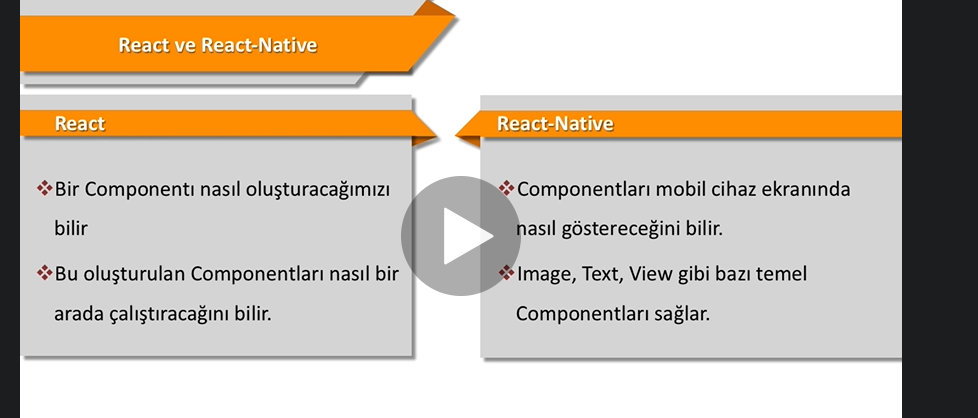 React ve React-Native
React
Bir Componentı nasıl oluşturacağımızı
bilir
Bu oluşturulan Componentları nasıl bir
arada çalıştıracağını bilir.
React-Native
Componentları mobil cihaz ekranında
nasıl göstereceğini bilir.
Image, Text, View gibi bazı temel
Componentları sağlar.